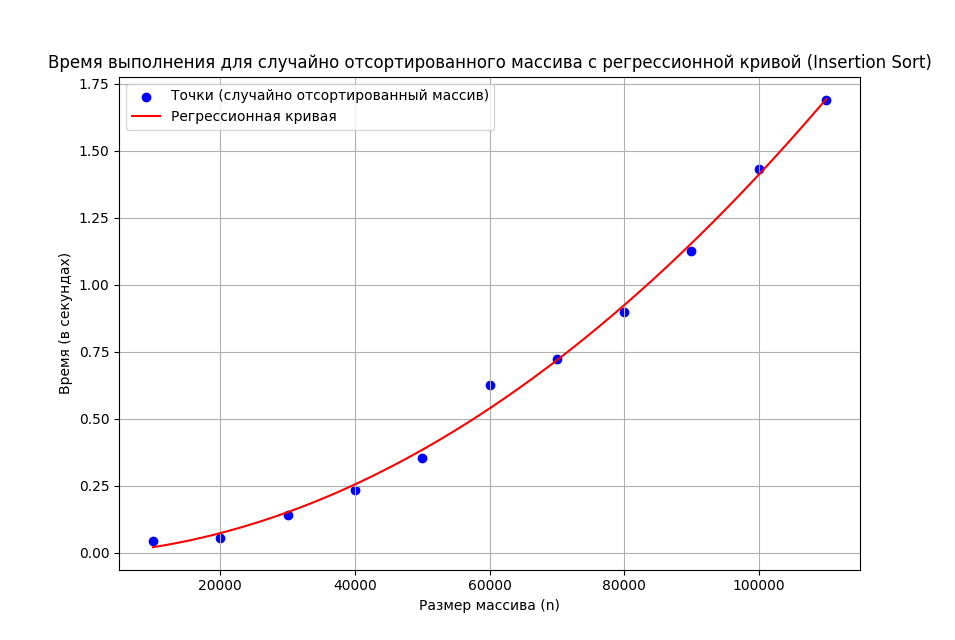 Время выполнения для случайно отсортированного массива с регрессионной кривой (Insertion Sort)
Точки (случайно отсортированный массив)
Регрессионная кривая
1.75
1.50
1.25
1.00
0.75
0.50
0.25
0.00
Время (в секундах)
20000
40000
60000
80000
100000
Размер массива (n)